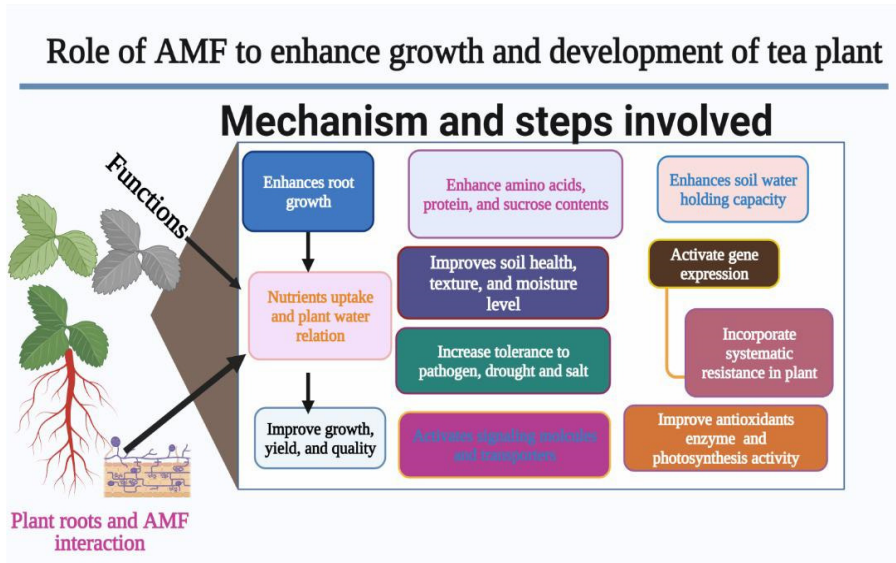 Role of AMF to enhance growth and development of tea plant
Mechanism and steps involved
Functions
Enhances root
growth
Nutrients uptake
and plant water
relation
Improve growth,
yield, and quality
Enhance amino acids,
protein, and sucrose contents
Improves soil health,
texture, and moisture
level
Increase tolerance to
pathogen, drought and salt
Activates signaling molcules
and transporters
Enhances soil water
holding capacity
Activate gene
expression
Incorporate
systematic
resistance in plant
Improve antioxidants
enzyme and
photosynthesis activity
Plant roots and AMF
interaction